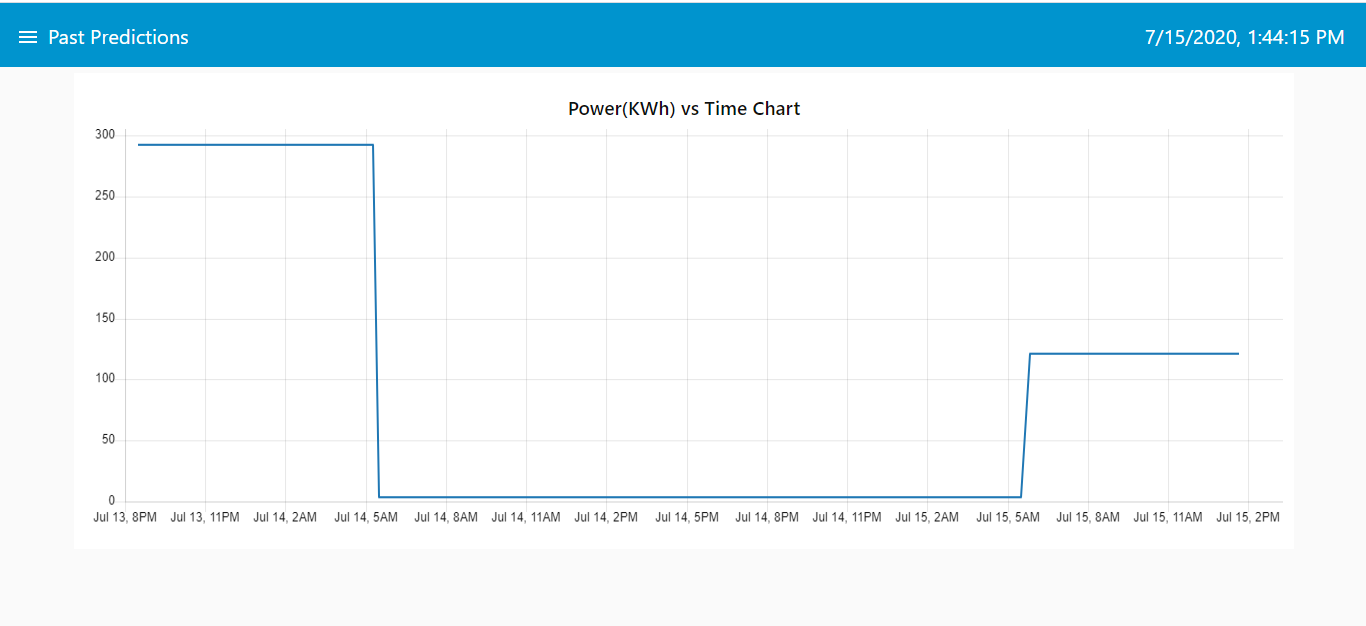 Past Predictions
7/15/2020, 1:44:15 PM
Power(KWh) vs Time Chart
300
250
200
150
100
50
0
Jul 13, 8PM Jul 13, 11PM Jul 14, 2AM Jul 14, 5AM Jul 14, 8AM Jul 14, 11AM Jul 14, 2PM Jul 14, 5PM Jul 14, 8PM Jul 14, 11PM Jul 15, 2AM Jul 15, 5AM Jul 15, 8AM Jul 15, 11AM Jul 15, 2PM